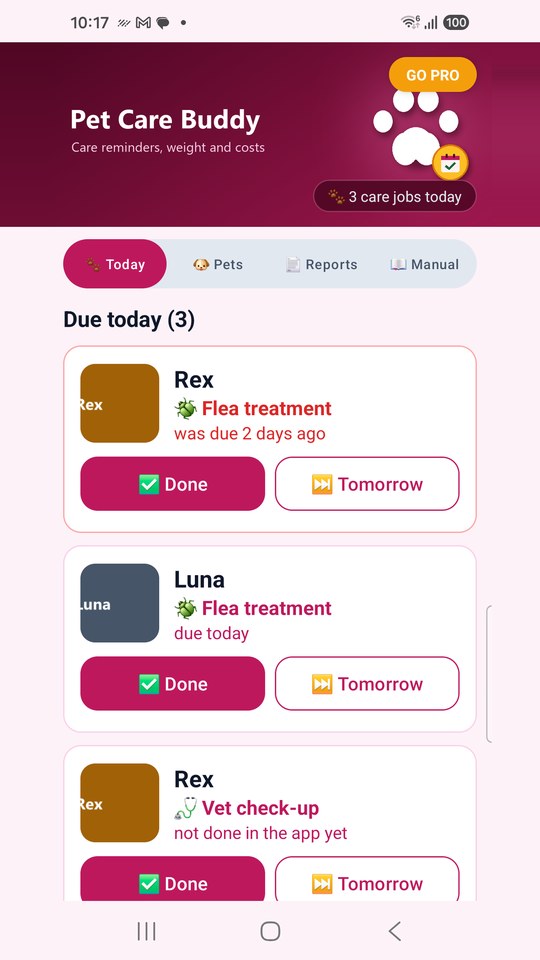 10:17
6
100
GO PRO
Pet Care Buddy
Care reminders, weight and costs
3 care jobs today
Today
Pets
Reports
Manual
Due today (3)
Rex
Rex
Flea treatment
was due 2 days ago
Done
Tomorrow
Luna
Luna
Flea treatment
due today
Done
Tomorrow
Rex
Rex
Vet check-up
not done in the app yet
Done
Tomorrow